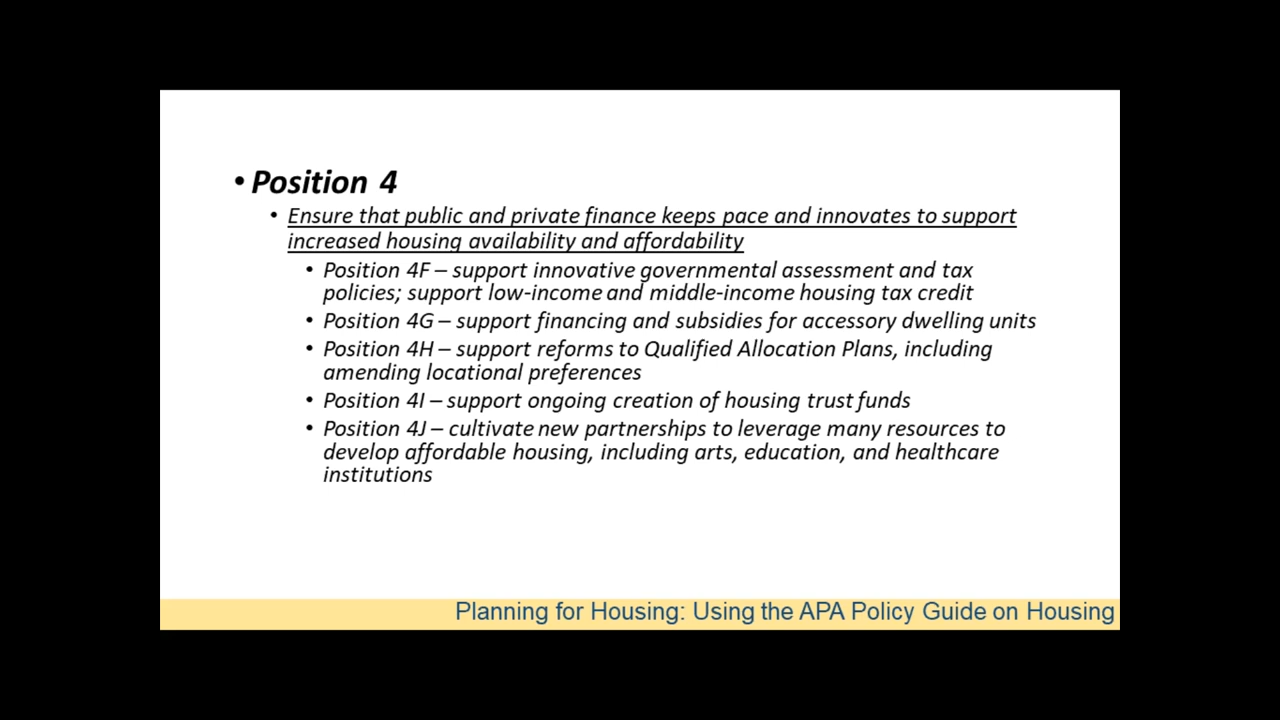 • Position 4
• Ensure that public and private finance keeps pace and innovates to support
increased housing availability and affordability
• Position 4F – support innovative governmental assessment and tax
policies; support low-income and middle-income housing tax credit
• Position 4G – support financing and subsidies for accessory dwelling units
• Position 4H – support reforms to Qualified Allocation Plans, including
amending locational preferences
• Position 4I – support ongoing creation of housing trust funds
• Position 4J – cultivate new partnerships to leverage many resources to
develop affordable housing, including arts, education, and healthcare
institutions
Planning for Housing: Using the APA Policy Guide on Housing